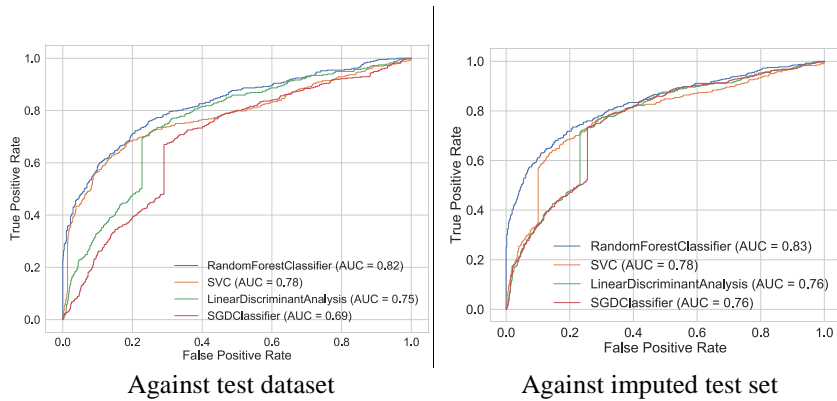 1.0
0.8
0.6
0.4
0.2
0.0
True Positive Rate
RandomForestClassifier (AUC = 0.82)
SVC (AUC = 0.78)
LinearDiscriminantAnalysis (AUC = 0.75)
SGDClassifier (AUC = 0.69)
0.0 0.2 0.4 0.6 0.8 1.0
False Positive Rate
Against test dataset
1.0
0.8
0.6
0.4
0.2
0.0
True Positive Rate
RandomForestClassifier (AUC = 0.83)
SVC (AUC = 0.78)
LinearDiscriminantAnalysis (AUC = 0.76)
SGDClassifier (AUC = 0.76)
0.0 0.2 0.4 0.6 0.8 1.0
False Positive Rate
Against imputed test set